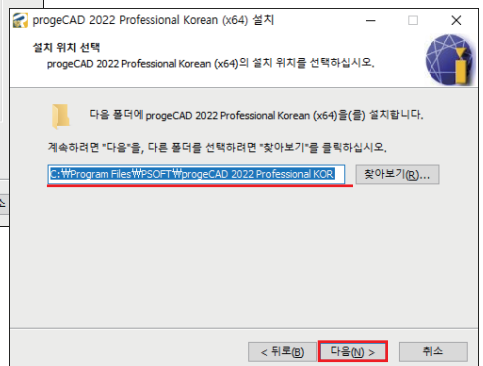 progeCAD 2022 Professional Korean (x64) 설치
설치 위치 선택
progeCAD 2022 Professional Korean (x64)의 설치 위치를 선택하십시오.
다음 폴더에 progeCAD 2022 Professional Korean (x64)을(를) 설치합니다.
계속하려면 "다음"을, 다른 폴더를 선택하려면 "찾아보기"를 클릭하십시오.
C:₩Program Files₩PSOFT₩progeCAD 2022 Professional KOR 찾아보기(R)...
소
< 뒤로(B) 다음(N) > 취소